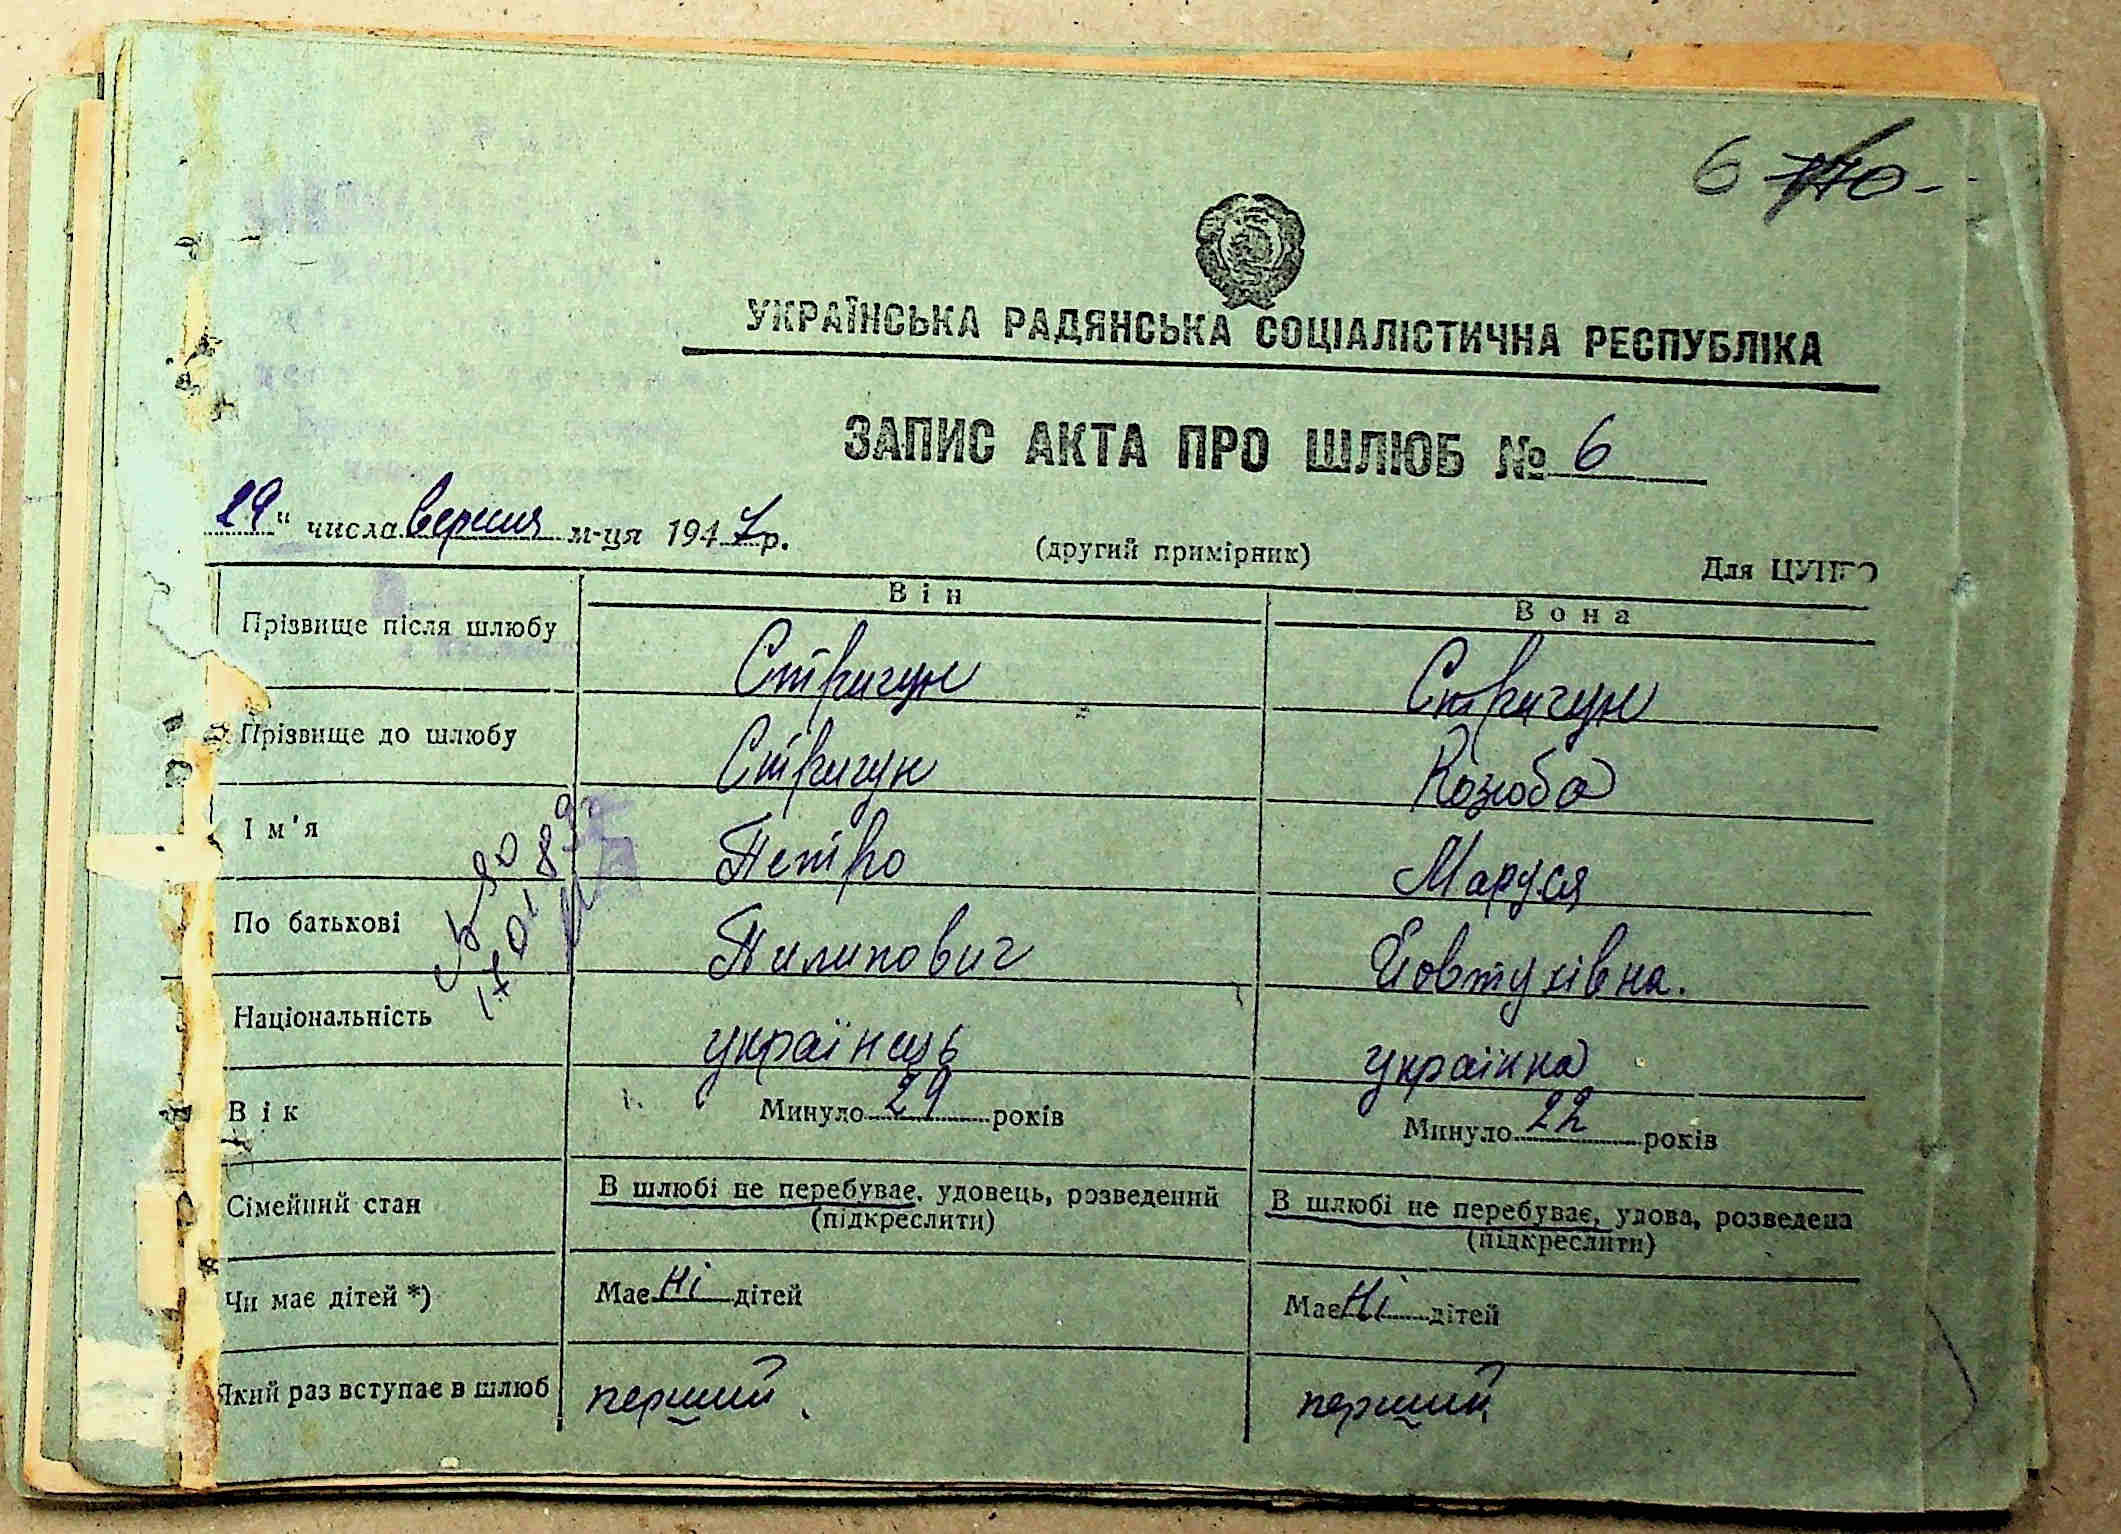 6
УКРАЇНСЬКА РАДЯНСЬКА СОЦІАЛІСТИЧНА РЕСПУБЛІКА
ЗАПИС АКТА ПРО ШЛЮБ № 6
29" числа вересня м-ця 1947 р.
(другий примірник) Для ЦУНГО
Він Вона
Прізвище після шлюбу Стригун Стригун
Прізвище до шлюбу Стригун Козюба
Ім'я Петро Маруся
По батькові Пилипович Йовтухівна.
Національність українець українка
Вік Минуло 29 років Минуло 22 років
Сімейний стан В шлюбі не перебуває, удовець, розведений В шлюбі не перебуває, удова, розведена
(підкреслити) (підкреслити)
Чи має дітей *) Має ні дітей Має ні дітей
Який раз вступає в шлюб перший перший